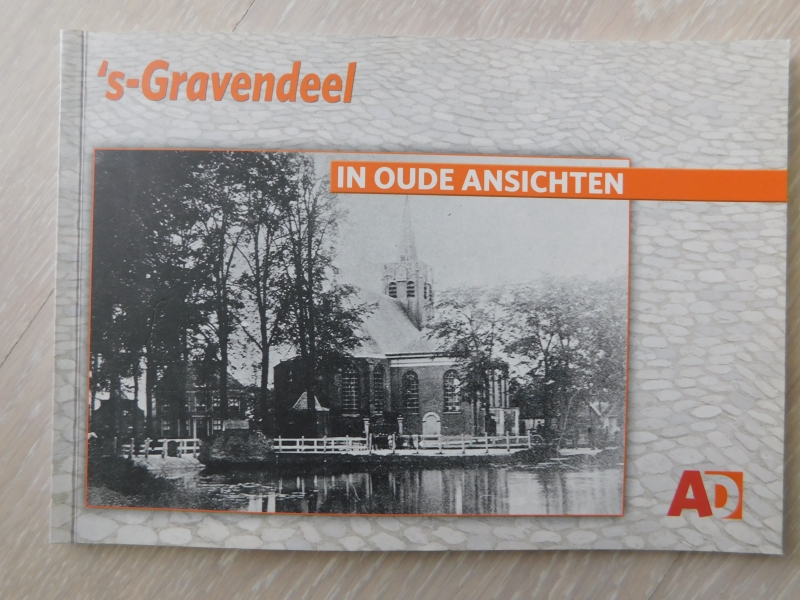 ‘s-Gravendeel
IN OUDE ANSICHTEN
AD